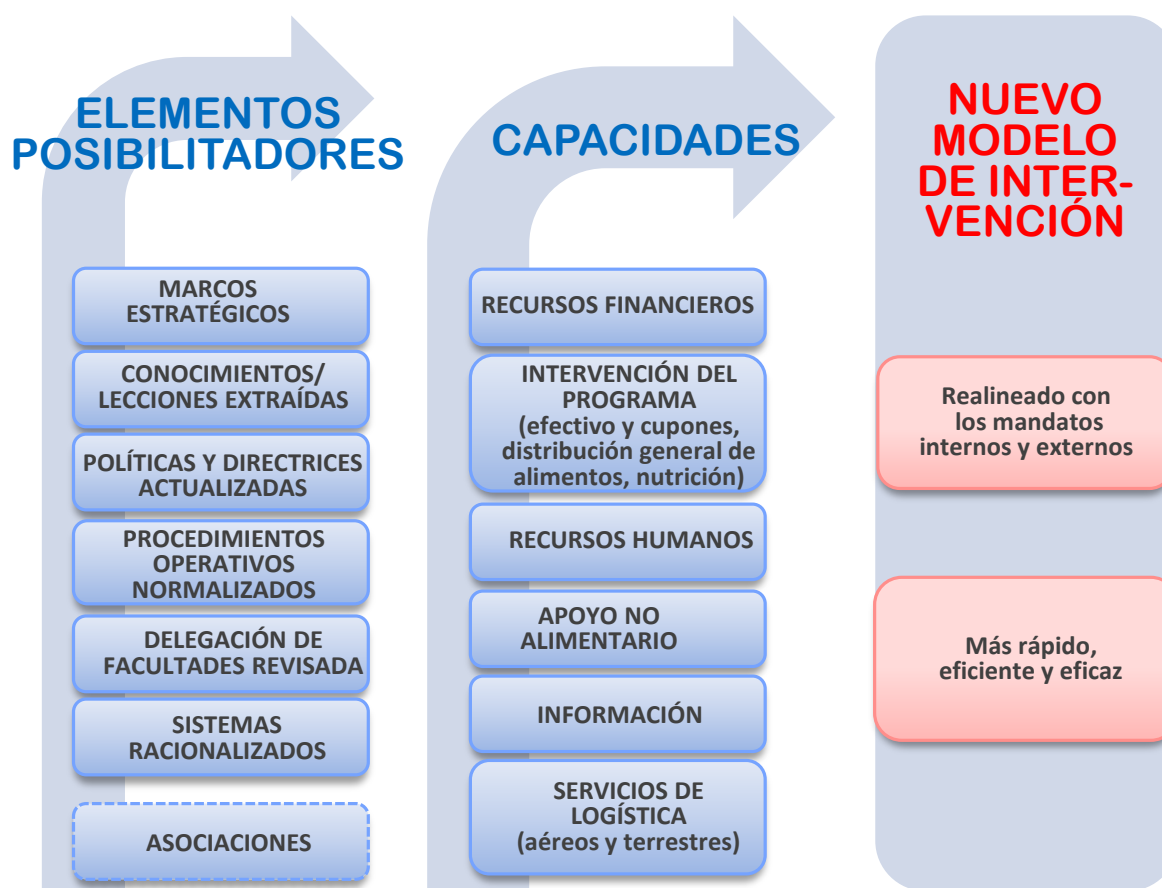 ELEMENTOS
POSIBILITADORES
MARCOS
ESTRATÉGICOS
CONOCIMIENTOS/
LECCIONES EXTRAÍDAS
POLÍTICAS Y DIRECTRICES
ACTUALIZADAS
PROCEDIMIENTOS
OPERATIVOS
NORMALIZADOS
DELEGACIÓN DE
FACULTADES REVISADA
SISTEMAS
RACIONALIZADOS
ASOCIACIONES
CAPACIDADES
RECURSOS FINANCIEROS
INTERVENCIÓN DEL
PROGRAMA
(efectivo y cupones,
distribución general de
alimentos, nutrición)
RECURSOS HUMANOS
APOYO NO
ALIMENTARIO
INFORMACIÓN
SERVICIOS DE
LOGÍSTICA
(aéreos y terrestres)
NUEVO
MODELO
DE INTER-
VENCIÓN
Realineado con
los mandatos
internos y externos
Más rápido,
eficiente y eficaz